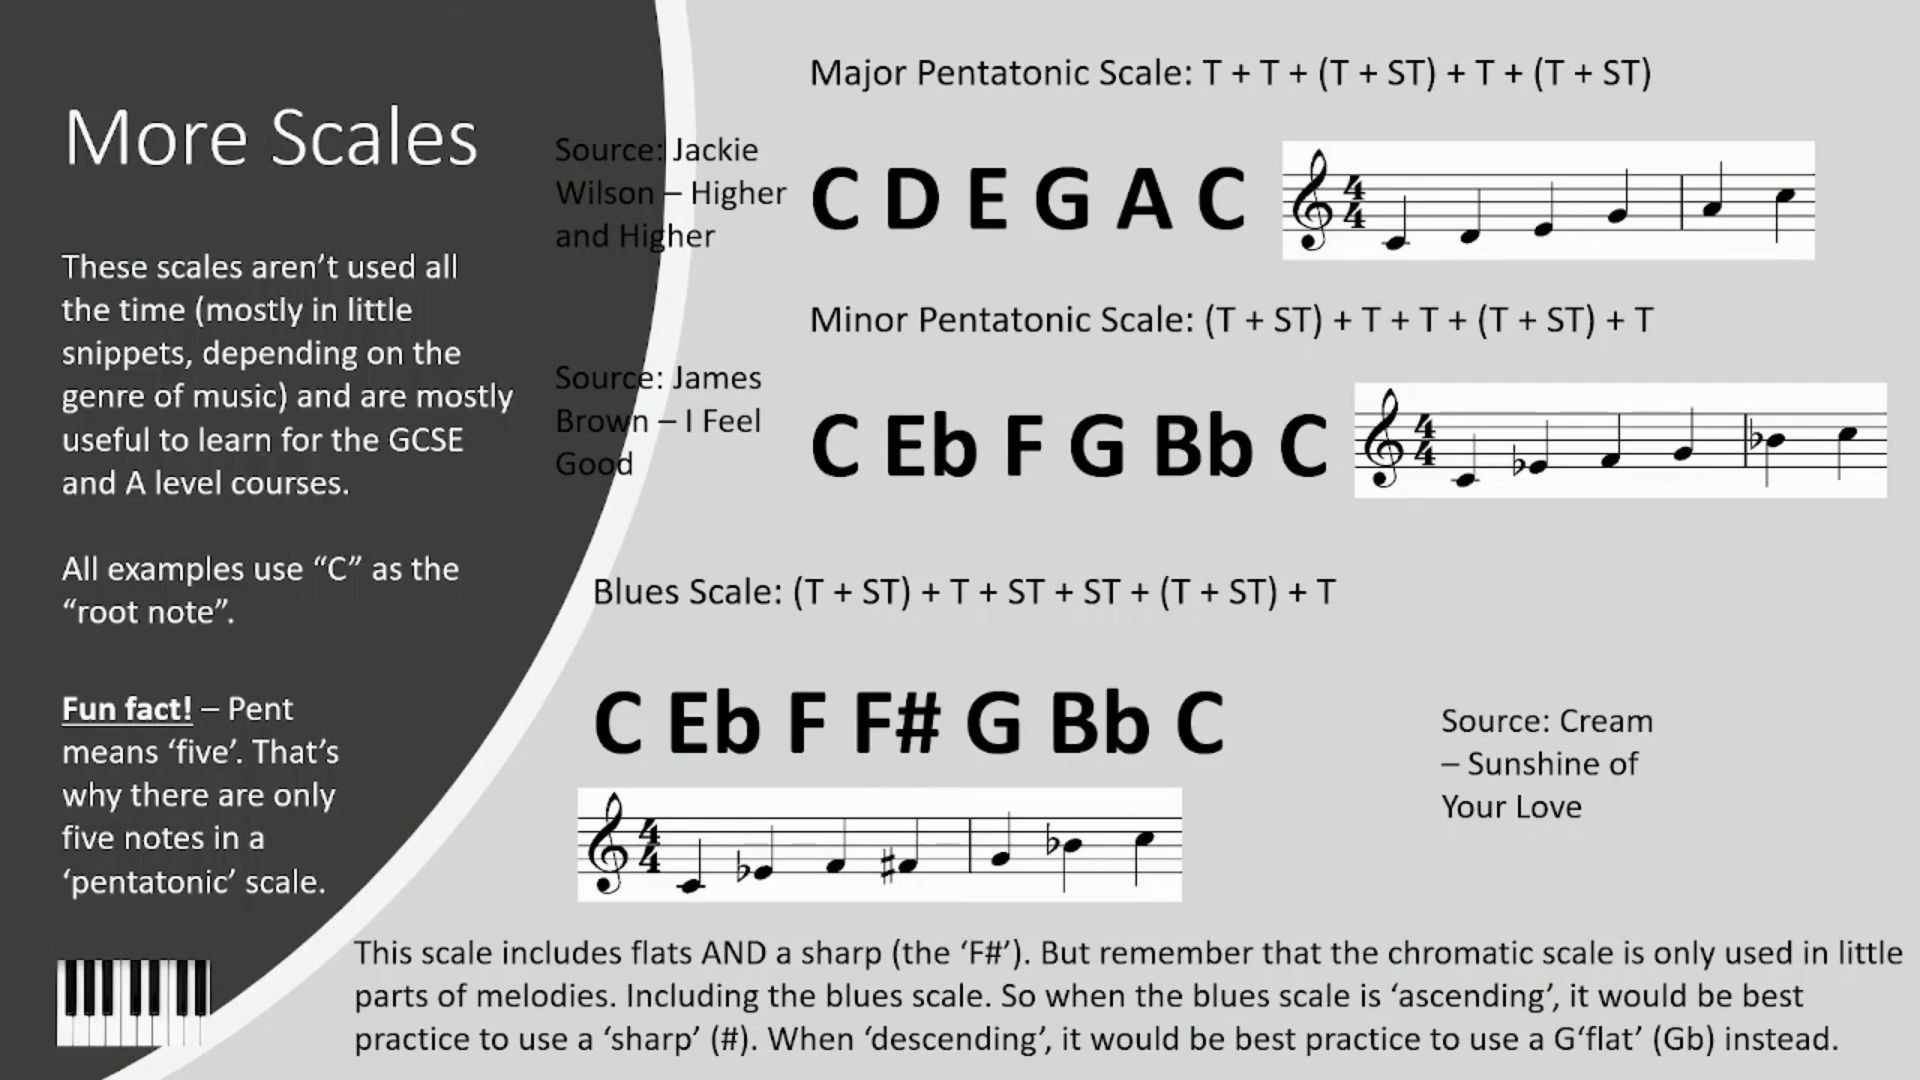 More Scales
These scales aren’t used all
the time (mostly in little
snippets, depending on the
genre of music) and are mostly
useful to learn for the GCSE
and A level courses.
All examples use “C” as the
“root note”.
Fun fact! – Pent
means ‘five’. That’s
why there are only
five notes in a
‘pentatonic’ scale.
Major Pentatonic Scale: T + T + (T + ST) + T + (T + ST)
Source: Jackie
Wilson – Higher
and Higher
C D E G A C
4
4
Minor Pentatonic Scale: (T + ST) + T + T + (T + ST) + T
Source: James
Brown – I Feel
Good
C Eb F G Bb C
4
4
Blues Scale: (T + ST) + T + ST + ST + (T + ST) + T
C Eb F F# G Bb C
4
4
Source: Cream
– Sunshine of
Your Love
This scale includes flats AND a sharp (the ‘F#’). But remember that the chromatic scale is only used in little
parts of melodies. Including the blues scale. So when the blues scale is ‘ascending’, it would be best
practice to use a ‘sharp’ (#). When ‘descending’, it would be best practice to use a G‘flat’ (Gb) instead.